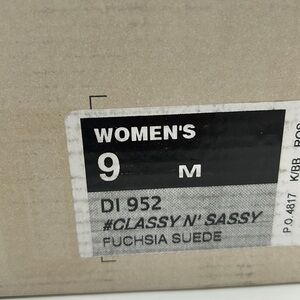 WOMEN'S
9 M
DI 952
#CLASSY N' SASSY
FUCHSIA SUEDE
P.O. 4817 K/BB